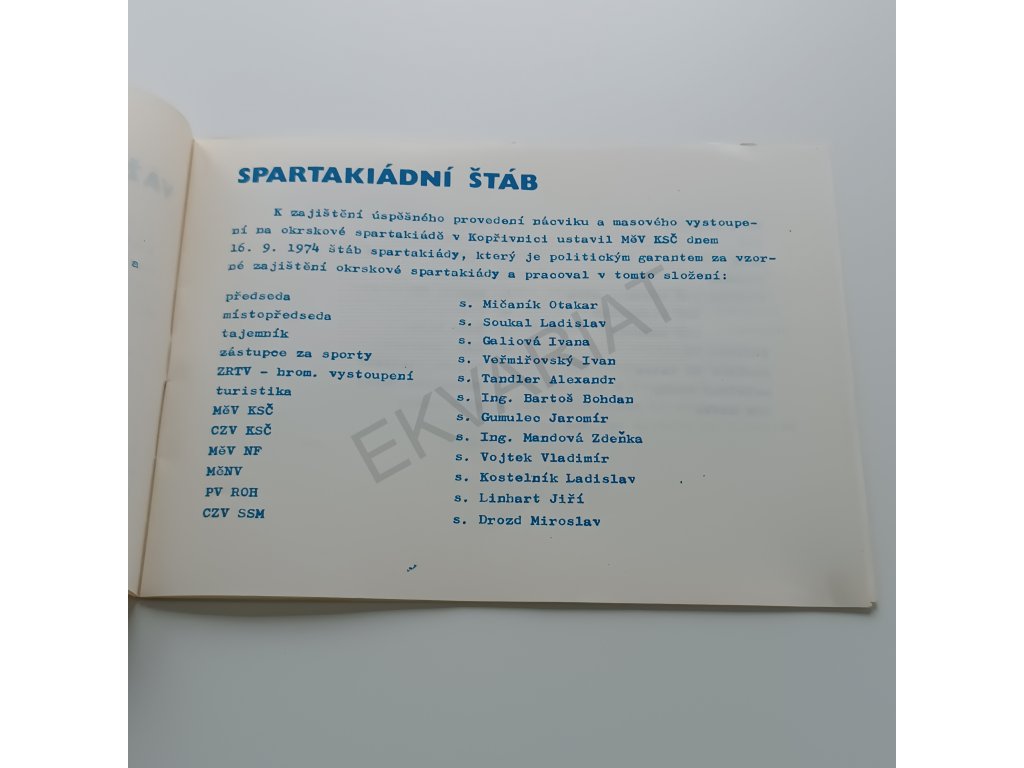 SPARTAKIÁDNÍ ŠTÁB
K zajištění úspěšného provedení nácviku a masového vystoupe-
ní na okrskové spartakiádě v Kopřivnici ustavil MěV KSČ dnem
16. 9. 1974 štáb spartakiády, který je politickým garantem za vzor-
né zajištění okrskové spartakiády a pracoval v tomto složení:
předseda s. Mičaník Otakar
místopředseda s. Soukal Ladislav
tajemník s. Galiová Ivana
zástupce za sporty s. Veřmiřovský Ivan
ZRTV - hrom. vystoupení s. Tandler Alexandr
turistika s. Ing. Bartoš Bohdan
MěV KSČ s. Gumulec Jaromír
CZV KSČ s. Ing. Mandová Zdeňka
MěV NF s. Vojtek Vladimír
MěNV s. Kostelník Ladislav
PV ROH s. Linhart Jiří
CZV SSM s. Drozd Miroslav
EKVARIAT
a